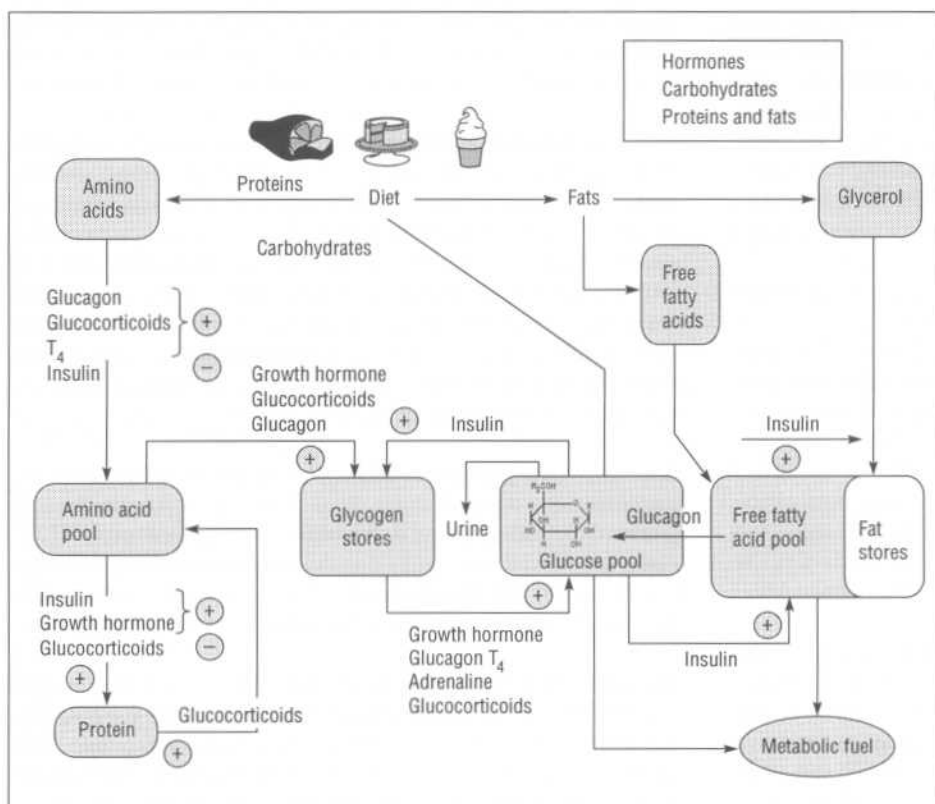 Hormones
Carbohydrates
Proteins and fats
Amino
acids
Proteins
Diet
Fats
Glycerol
Carbohydrates
Free
fatty
acids
Glucagon
Glucocorticoids
T4
Insulin
+
−
Growth hormone
Glucocorticoids
Glucagon
+
+
Insulin
Insulin
+
Amino acid
pool
Glycogen
stores
Urine
Glucose pool
Glucagon
Free fatty
acid pool
Fat
stores
Insulin
Growth hormone
Glucocorticoids
+
−
+
Protein
Glucocorticoids
+
+
Growth hormone
Glucagon T4
Adrenaline
Glucocorticoids
+
Insulin
Metabolic fuel